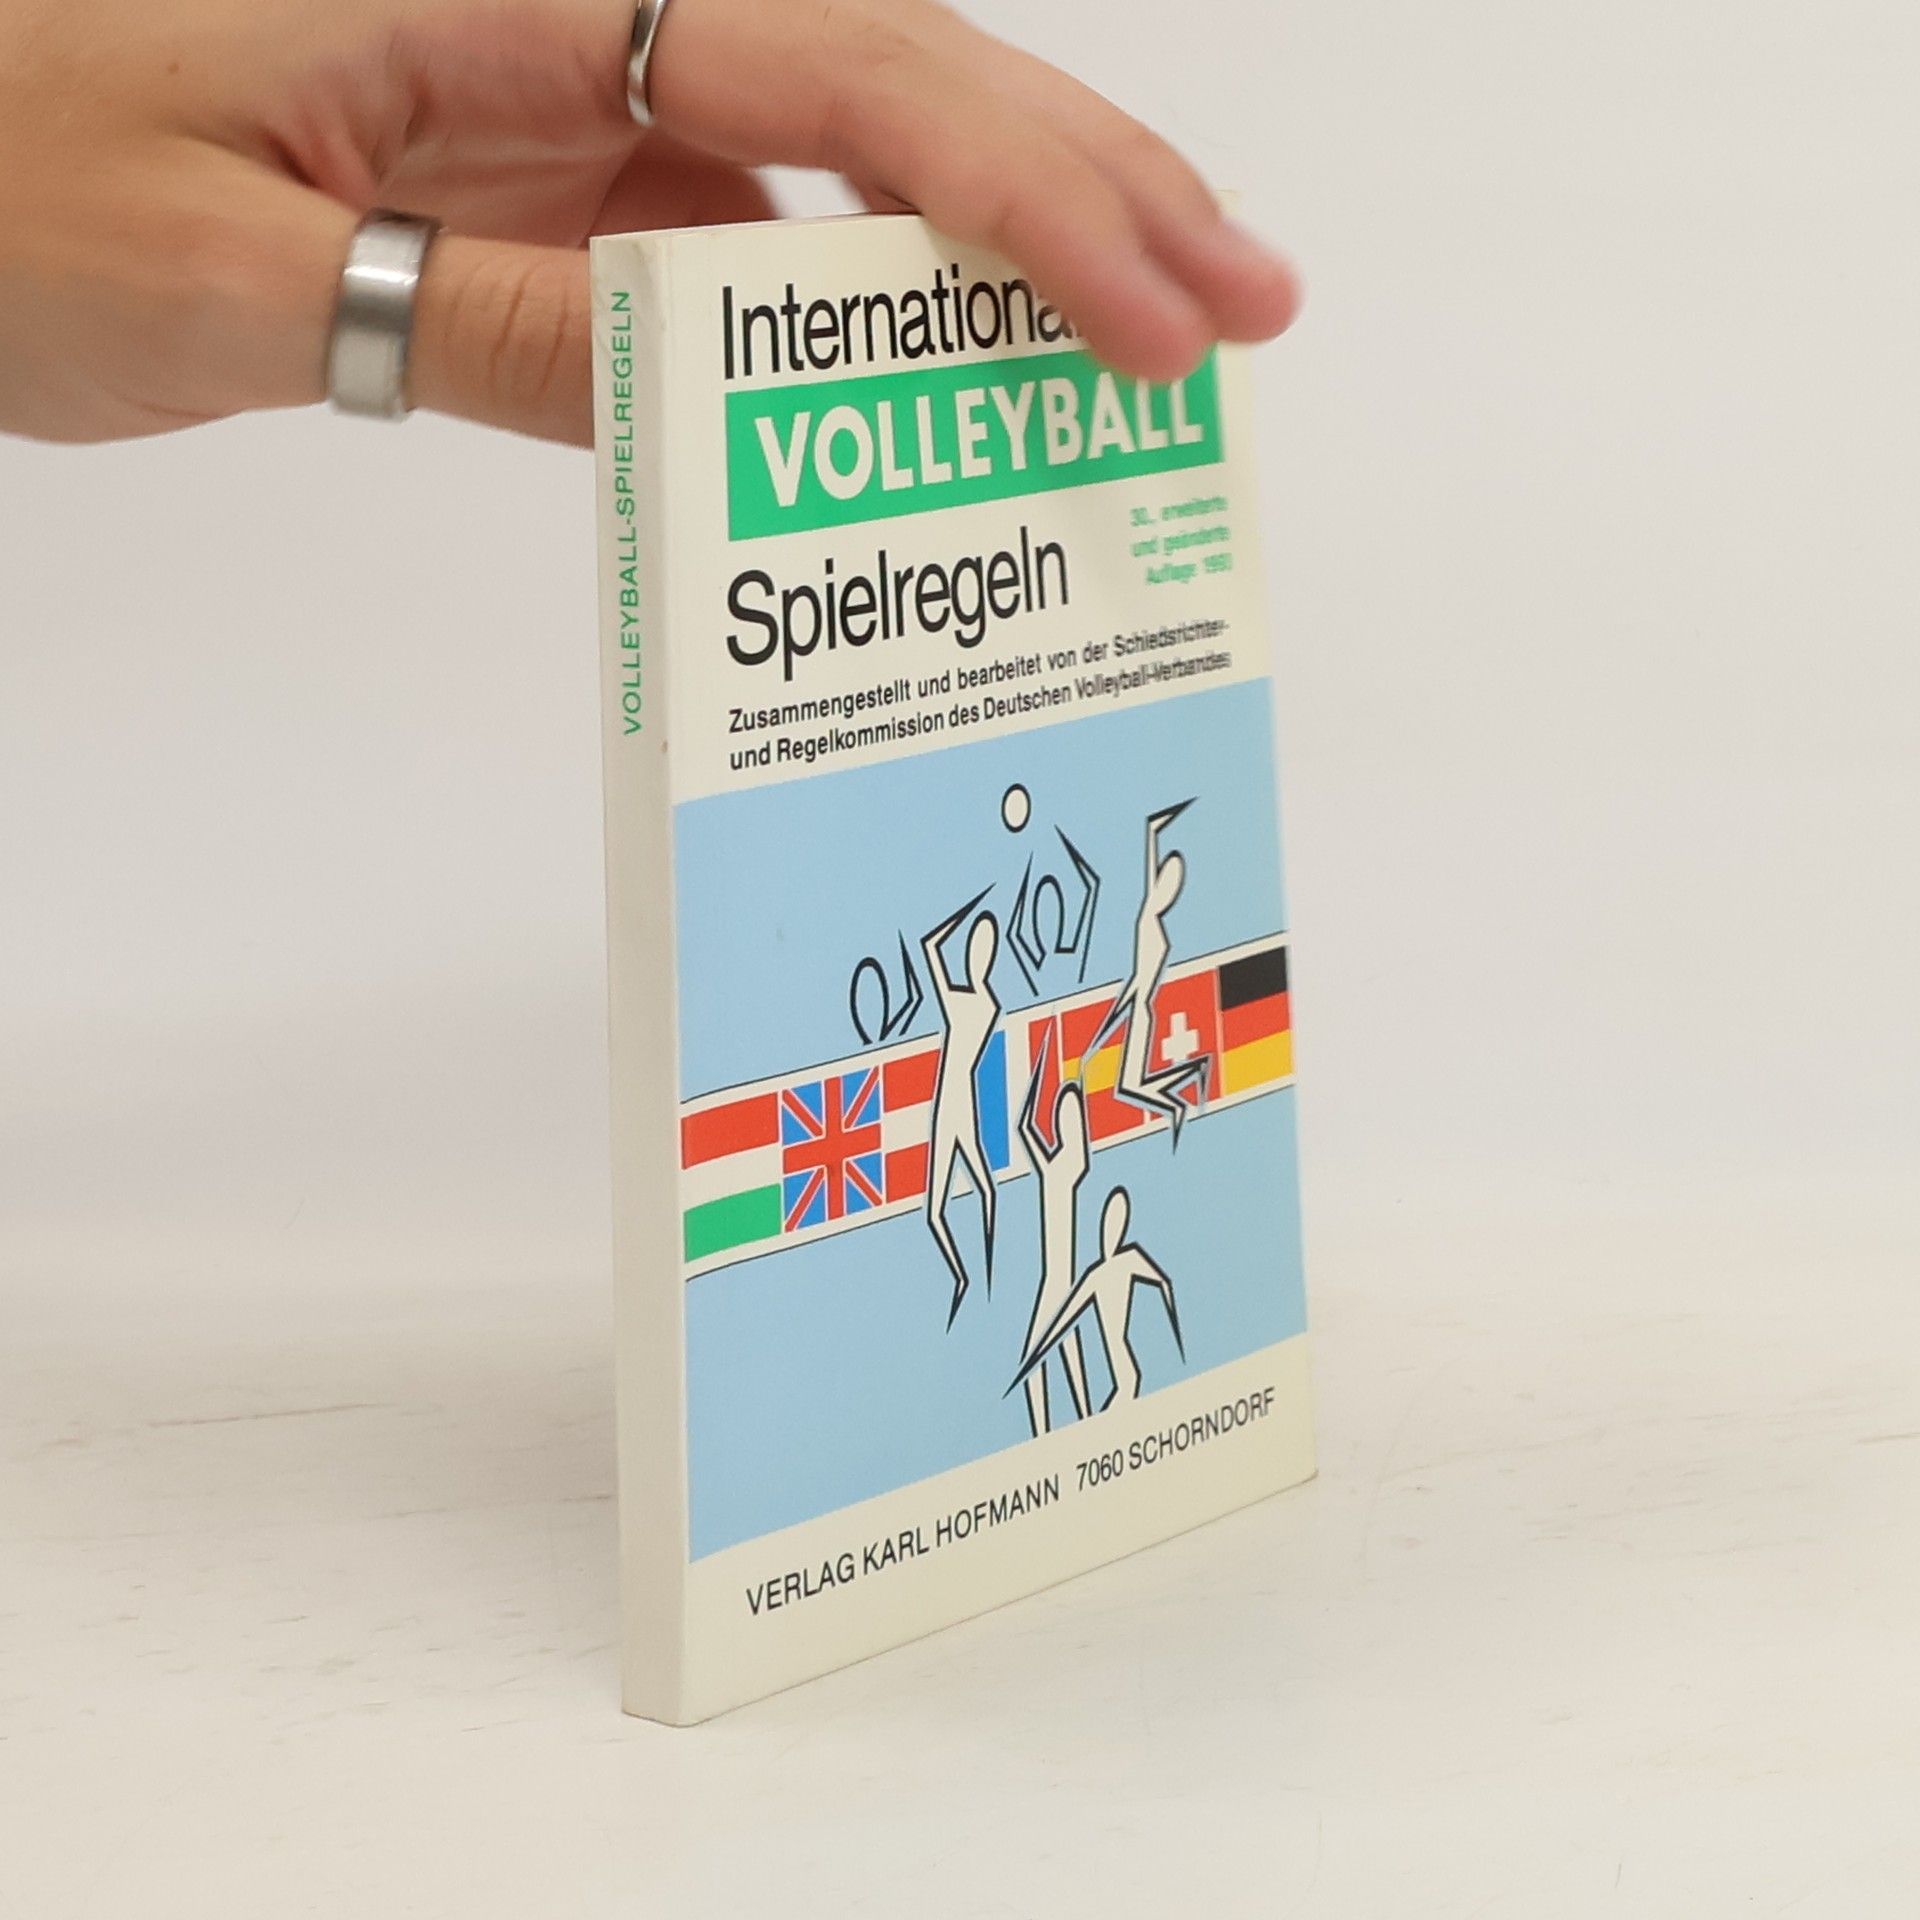 VOLLEYBALL-SPIELREGELN
Internationa
VOLLEYBALL
Spielregeln
30., erweiterte
und geänderte
Auflage
Zusammengestellt und bearbeitet von der Schiedsrichter-
und Regelkommission des Deutschen Volleyball-Verbandes
VERLAG KARL HOFMANN 7060 SCHORNDORF